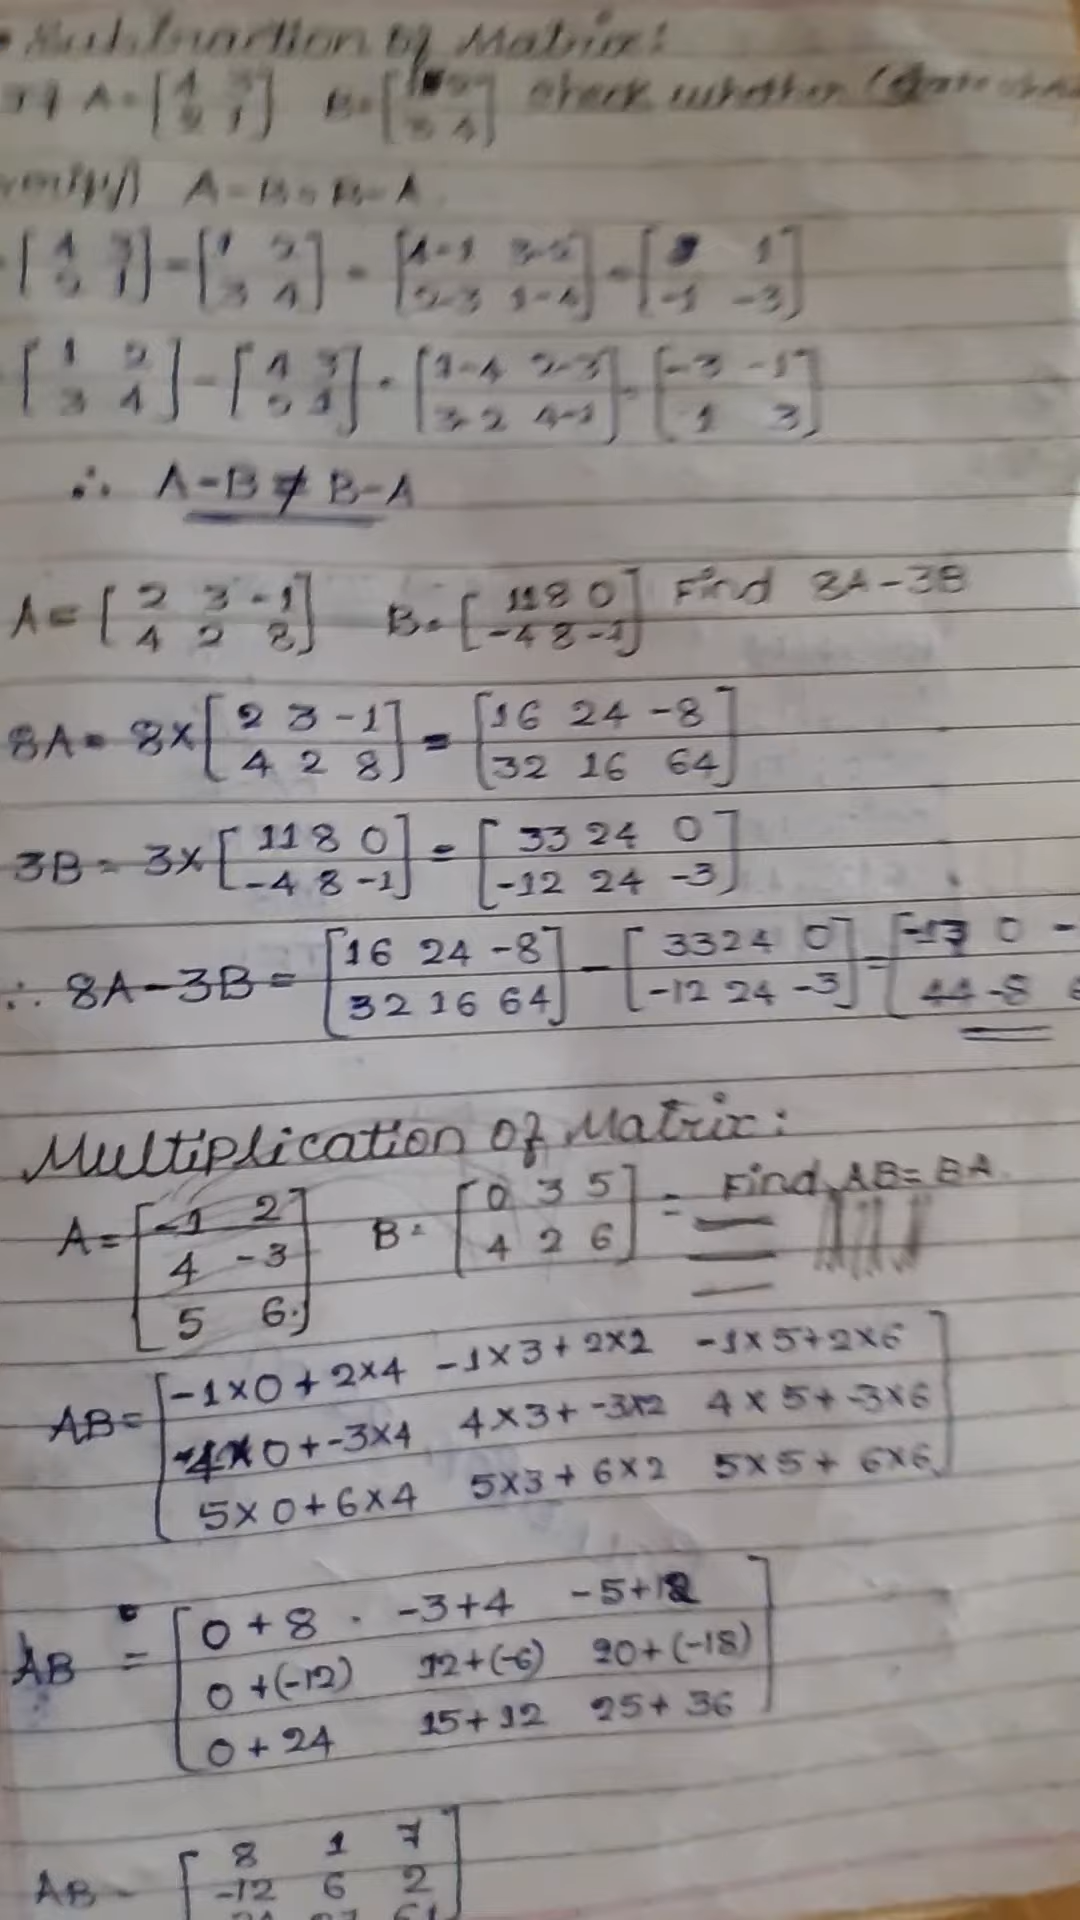 Subtraction of Matrix:
If A = [4 3 2 1] B = [1 2 3 4] check whether
verify) A-B = B-A
[4 3 2 1] - [1 2 3 4] = [4-1 3-2 2-3 1-4] = [3 1 -1 -3]
[1 2 3 4] - [4 3 2 1] = [1-4 2-3 3-2 4-1] = [-3 -1 1 3]
∴ A-B ≠ B-A
A = [2 3 -1 4 2 8] B = [11 8 0 -4 8 -1] Find 8A-3B
8A = 8×[2 3 -1 4 2 8] = [16 24 -8 32 16 64]
3B = 3×[11 8 0 -4 8 -1] = [33 24 0 -12 24 -3]
∴ 8A-3B = [16 24 -8 32 16 64] - [33 24 0 -12 24 -3] = [-17 0 - 44 -8 6
Multiplication of Matrix:
A = [-1 2 4 -3 5 6] B = [0 3 5 4 2 6] = Find AB = BA.
AB = [-1×0+2×4 -1×3+2×2 -1×5+2×6
4×0+-3×4 4×3+-3×2 4×5+-3×6
5×0+6×4 5×3+6×2 5×5+6×6]
AB = [0+8 -3+4 -5+12
0+(-12) 12+(-6) 20+(-18)
0+24 15+12 25+36]
AB = [8 1 7
-12 6 2
24 27 61]